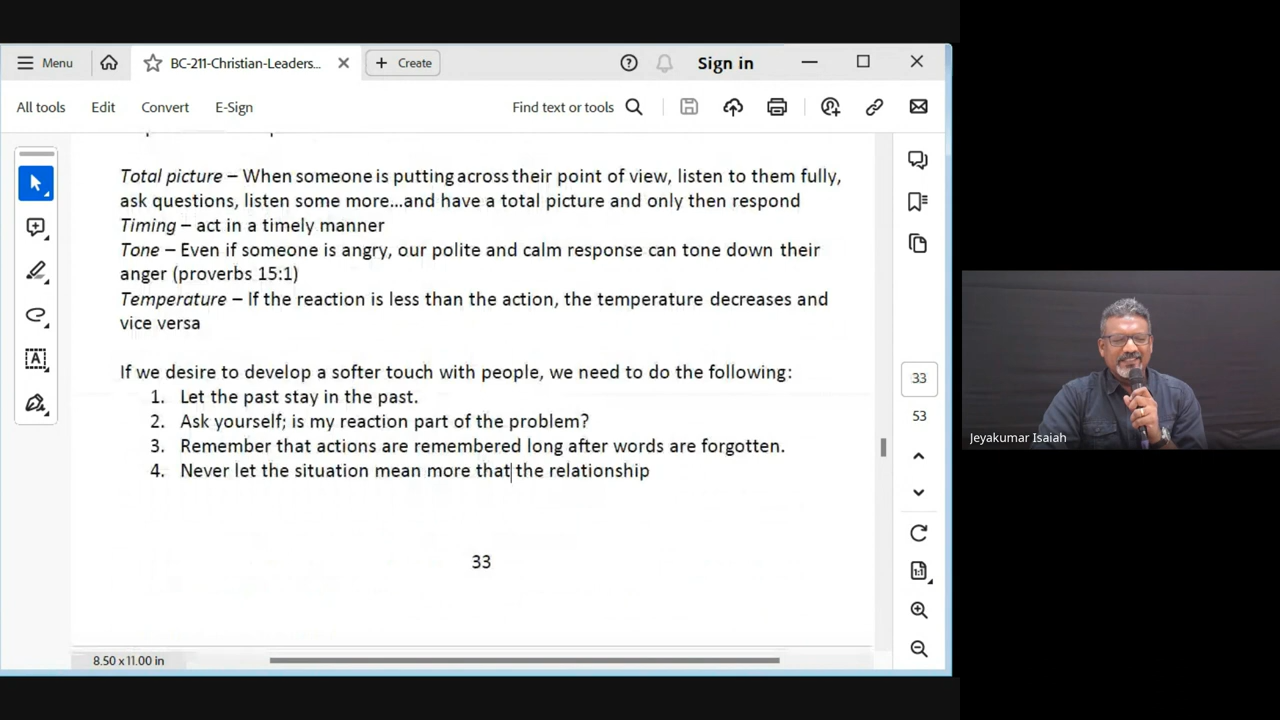 Menu
BC-211-Christian-Leaders...
Create
Sign in
All tools Edit Convert E-Sign
Find text or tools
Total picture – When someone is putting across their point of view, listen to them fully,
ask questions, listen some more...and have a total picture and only then respond
Timing – act in a timely manner
Tone – Even if someone is angry, our polite and calm response can tone down their
anger (proverbs 15:1)
Temperature – If the reaction is less than the action, the temperature decreases and
vice versa
If we desire to develop a softer touch with people, we need to do the following:
1. Let the past stay in the past.
2. Ask yourself; is my reaction part of the problem?
3. Remember that actions are remembered long after words are forgotten.
4. Never let the situation mean more that the relationship
33
8.50 x 11.00 in
33
53
1:1
Jeyakumar Isaiah